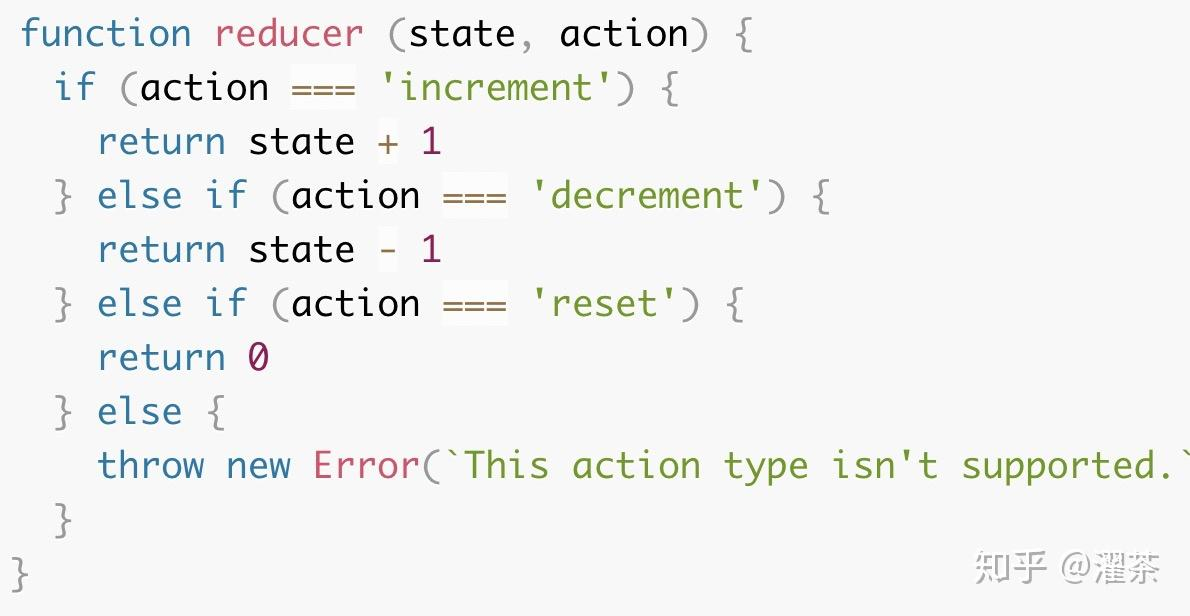 function reducer (state, action) {
  if (action === 'increment') {
    return state + 1
  } else if (action === 'decrement') {
    return state - 1
  } else if (action === 'reset') {
    return 0
  } else {
    throw new Error(`This action type isn't supported.`
  }
}
知乎 @濯茶